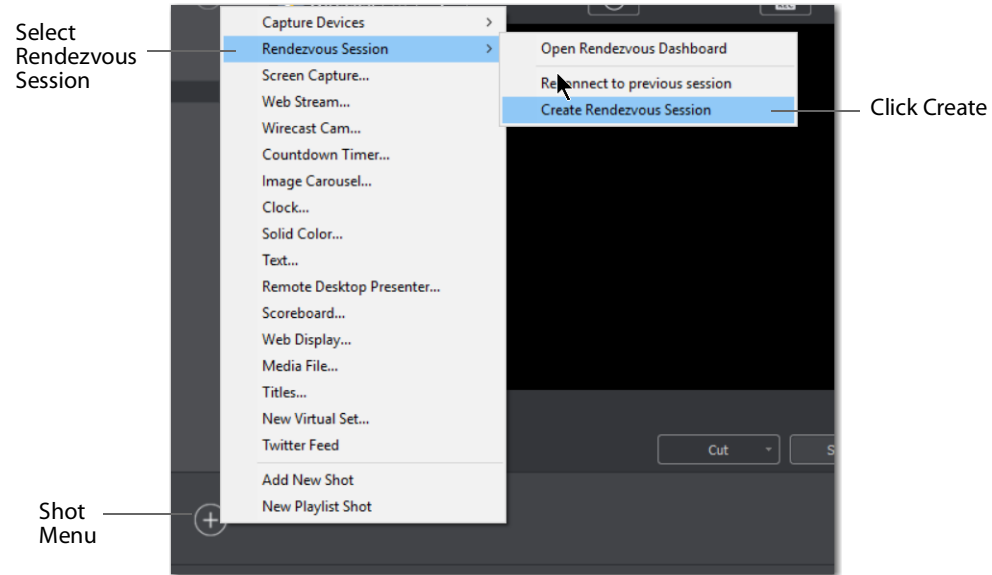 Select
Rendezvous
Session
Capture Devices
Rendezvous Session
Screen Capture...
Web Stream...
Wirecast Cam...
Countdown Timer...
Image Carousel...
Clock...
Solid Color...
Text...
Remote Desktop Presenter...
Scoreboard...
Web Display...
Media File...
Titles...
New Virtual Set...
Twitter Feed
Add New Shot
New Playlist Shot
Open Rendezvous Dashboard
Reconnect to previous session
Create Rendezvous Session
Click Create
Cut
Shot
Menu